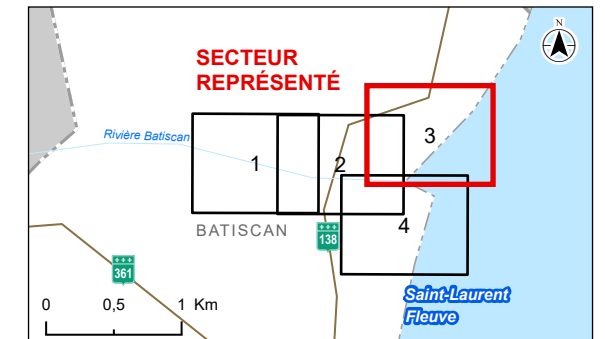 N
SECTEUR
REPRÉSENTÉ
Rivière Batiscan
1
2
3
4
BATISCAN
138
361
0 0,5 1 Km
Saint-Laurent
Fleuve